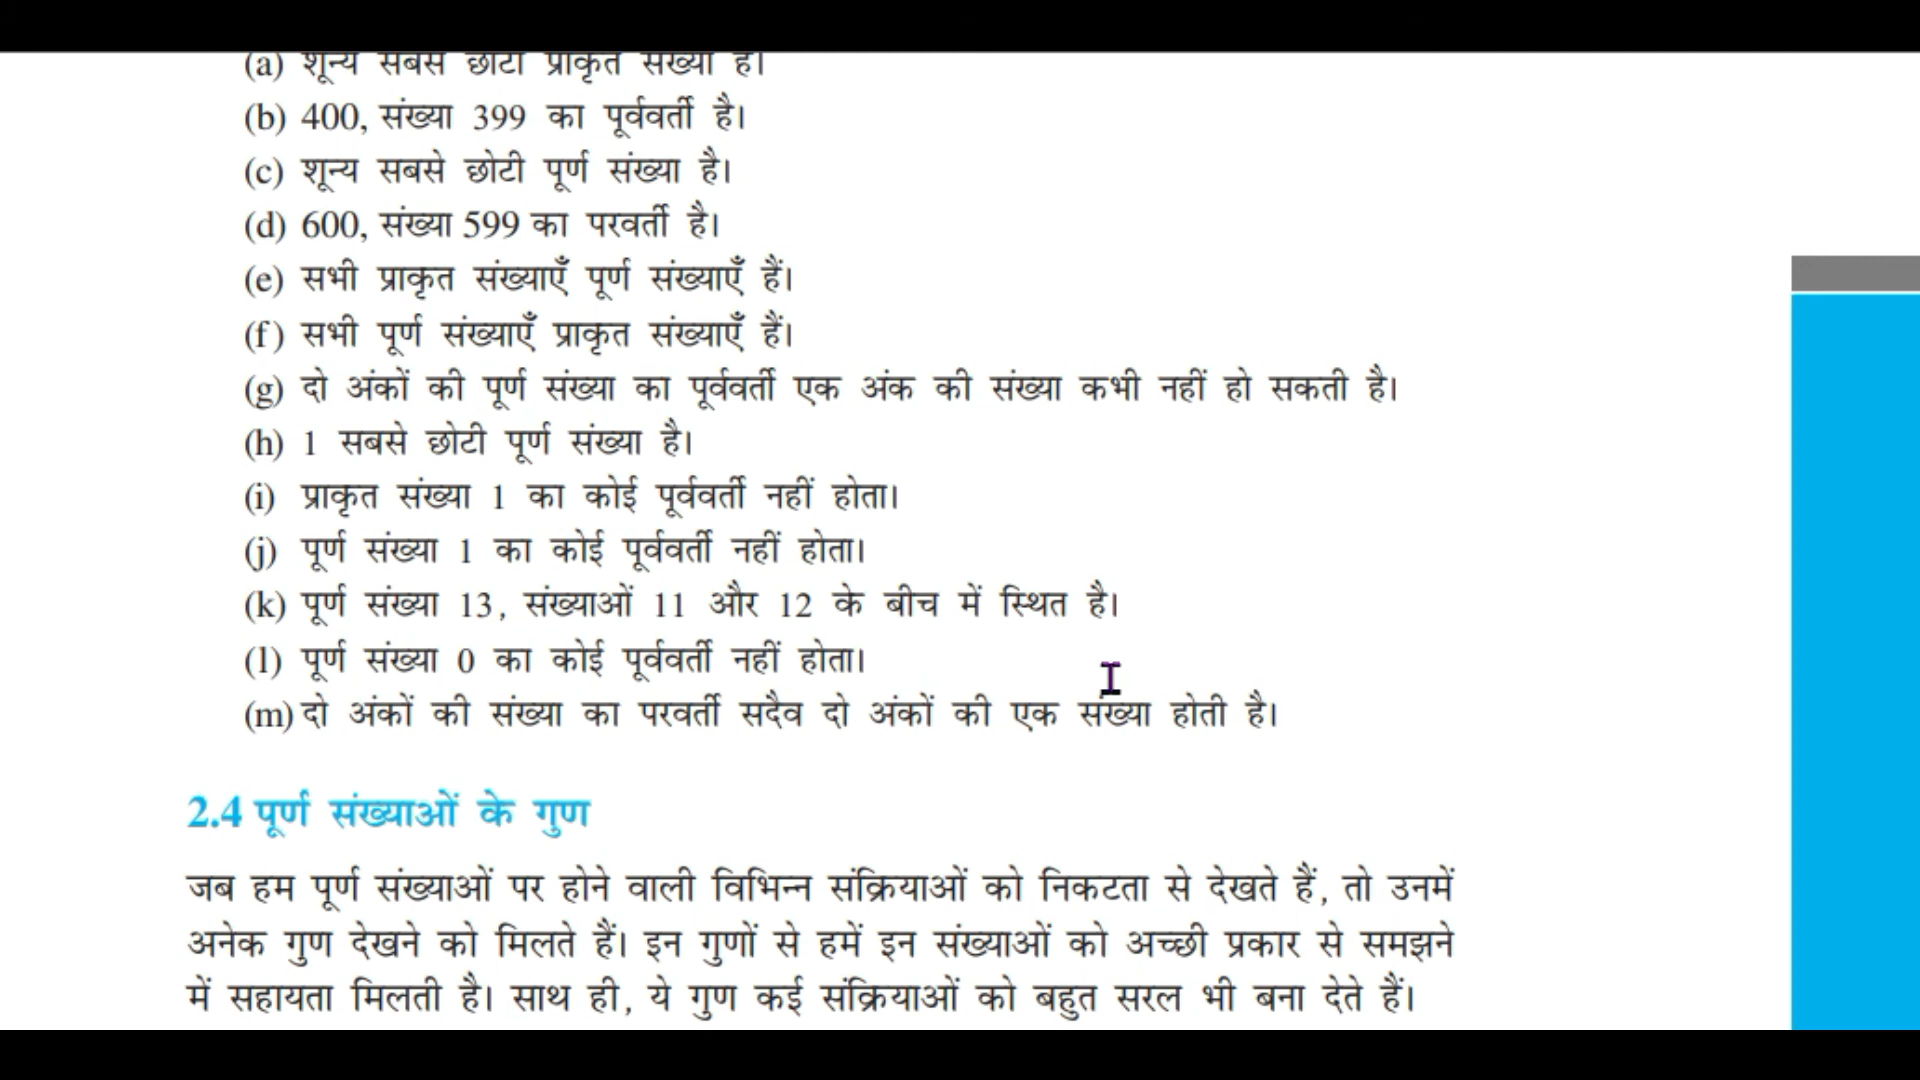 (a) शून्य सबसे छोटी प्राकृत संख्या है।
(b) 400, संख्या 399 का पूर्ववर्ती है।
(c) शून्य सबसे छोटी पूर्ण संख्या है।
(d) 600, संख्या 599 का परवर्ती है।
(e) सभी प्राकृत संख्याएँ पूर्ण संख्याएँ हैं।
(f) सभी पूर्ण संख्याएँ प्राकृत संख्याएँ हैं।
(g) दो अंकों की पूर्ण संख्या का पूर्ववर्ती एक अंक की संख्या कभी नहीं हो सकती है।
(h) 1 सबसे छोटी पूर्ण संख्या है।
(i) प्राकृत संख्या 1 का कोई पूर्ववर्ती नहीं होता।
(j) पूर्ण संख्या 1 का कोई पूर्ववर्ती नहीं होता।
(k) पूर्ण संख्या 13, संख्याओं 11 और 12 के बीच में स्थित है।
(l) पूर्ण संख्या 0 का कोई पूर्ववर्ती नहीं होता।
(m) दो अंकों की संख्या का परवर्ती सदैव दो अंकों की एक संख्या होती है।
2.4 पूर्ण संख्याओं के गुण
जब हम पूर्ण संख्याओं पर होने वाली विभिन्न संक्रियाओं को निकटता से देखते हैं, तो उनमें
अनेक गुण देखने को मिलते हैं। इन गुणों से हमें इन संख्याओं को अच्छी प्रकार से समझने
में सहायता मिलती है। साथ ही, ये गुण कई संक्रियाओं को बहुत सरल भी बना देते हैं।